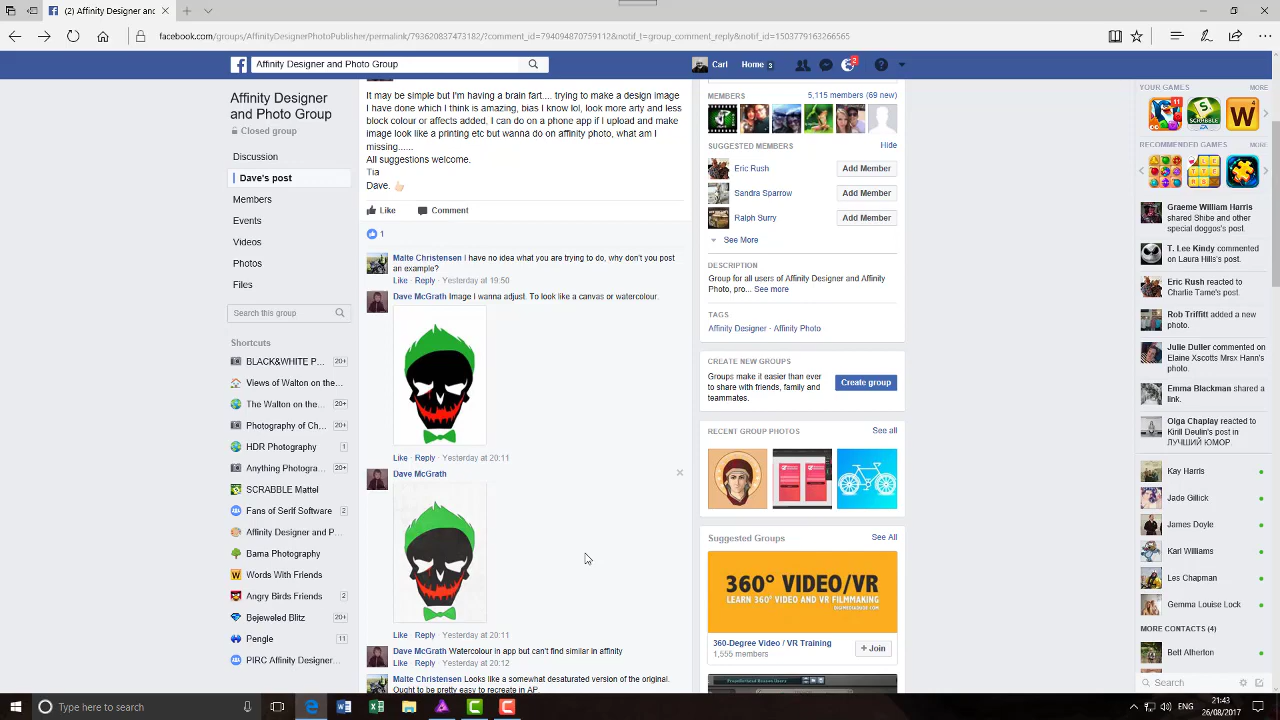 Affinity Designer and
facebook.com/groups/AffinityDesignerPhotoPublisher/permalink/793620837473182/?comment_id=794094870759112&notif_t=group_comment_reply&notif_id=1503779163266565
Affinity Designer and Photo Group
Carl
Home 3
2
Affinity Designer
and Photo Group
Closed group
Discussion
Dave's post
Members
Events
Videos
Photos
Files
Search this group
Shortcuts
BLACK&WHITE P... 20+
Views of Walton on the...
The Walton on the... 20+
Photography of Ch... 20+
HDR Photography 1
Anything Photogra... 20+
SCRABBLE Mattel
Fans of Serif Software 2
Affinity Designer and P...
Bama Photography
Words With Friends
Angry Birds Friends 2
Bejeweled Blitz 20+
Pengle 11
PIRC Affinity Designer...
It may be simple but I'm having a brain fart.... trying to make a design image
I have done which I think is amazing, bias I know lol, look more arty and less
block colour or affects added. I can do on a phone app if I upload and make
image look like a printing etc but wanna do on affinity photo, what am I
missing......
All suggestions welcome.
Tia
Dave.
Like Comment
1
Malte Christensen I have no idea what you are trying to do, why don't you post
an example?
Like · Reply · Yesterday at 19:50
Dave McGrath Image I wanna adjust. To look like a canvas or watercolour.
Like · Reply · Yesterday at 20:11
Dave McGrath
Like · Reply · Yesterday at 20:11
Dave McGrath Watercolour in app but can't find similar in affinity
Like · Reply · Yesterday at 20:12
Malte Christensen Looks like a somewhat desaturated version of the original.
Ought to be pretty easy to recreate in AP.
MEMBERS 5,115 members (69 new)
SUGGESTED MEMBERS Hide
Eric Rush Add Member
Sandra Sparrow Add Member
Ralph Surry Add Member
See More
DESCRIPTION
Group for all users of Affinity Designer and Affinity
Photo, pro... See more
TAGS
Affinity Designer · Affinity Photo
CREATE NEW GROUPS
Groups make it easier than ever
to share with friends, family and
teammates.
Create group
RECENT GROUP PHOTOS See all
Suggested Groups See All
360° VIDEO/VR
LEARN 360° VIDEO AND VR FILMMAKING
360-Degree Video / VR Training
1,555 members
+ Join
YOUR GAMES MORE
11
SCRABBLE
W
RECOMMENDED GAMES MORE
Graeme William Harris
shared Shibe and other
special doggos's post.
T. Lee Kindy commented
on Laura Hills's post.
Eric Rush reacted to
Charlie Tame's post.
Rob Triffitt added a new
photo.
Julie Duller commented on
Elaine Ascotts Mrsx Hann's
photo.
Emma Blackman shared a
link.
Olga Chaplay reacted to
Kirill Deulin's post in
ЛУЧШИЙ ЮМОР.
Kay Harris
Jade Gillick
James Doyle
Karl Williams
Les Chapman
Gemma Louise Lock
MORE CONTACTS (4)
Bett Atherton
Search
Type here to search
21:43
26/08/2017